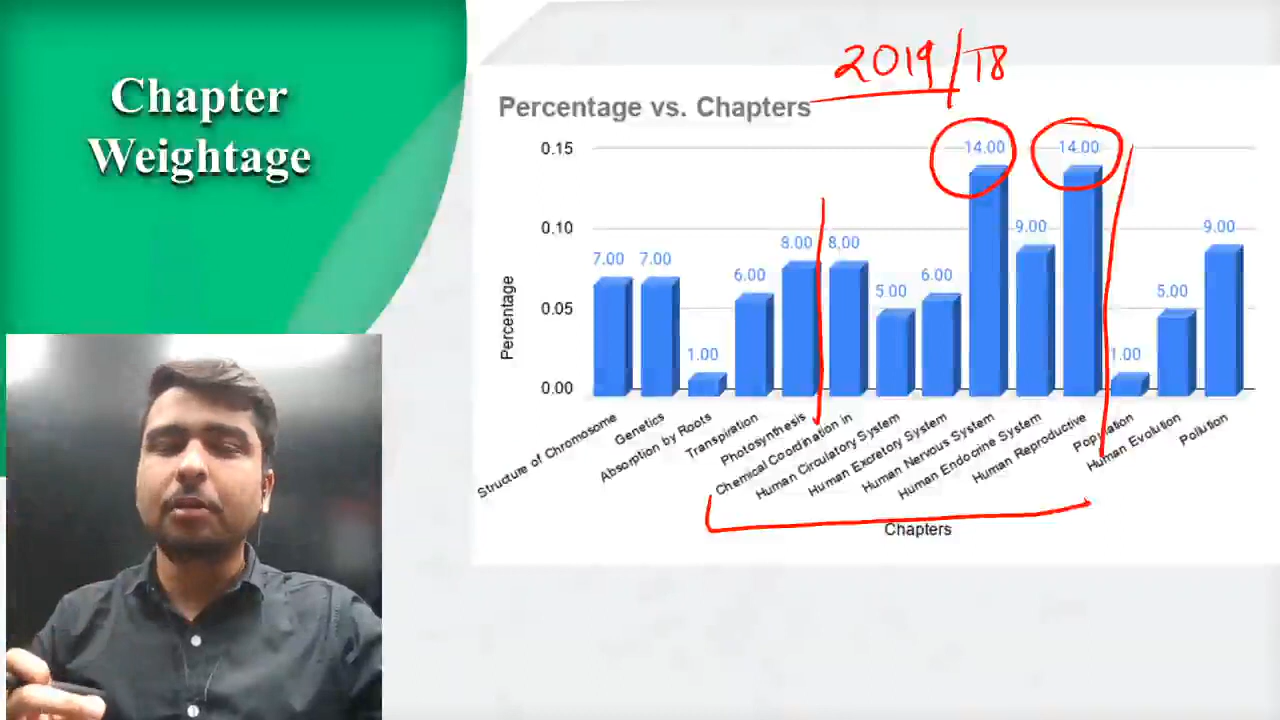 Chapter
Weightage
2019/18
Percentage vs. Chapters
0.15
0.10
0.05
0.00
Percentage
7.00
7.00
1.00
6.00
8.00
8.00
5.00
6.00
14.00
9.00
14.00
1.00
5.00
9.00
Structure of Chromosome
Genetics
Absorption by Roots
Transpiration
Photosynthesis
Chemical Coordination in
Human Circulatory System
Human Excretory System
Human Nervous System
Human Endocrine System
Human Reproductive
Population
Human Evolution
Pollution
Chapters